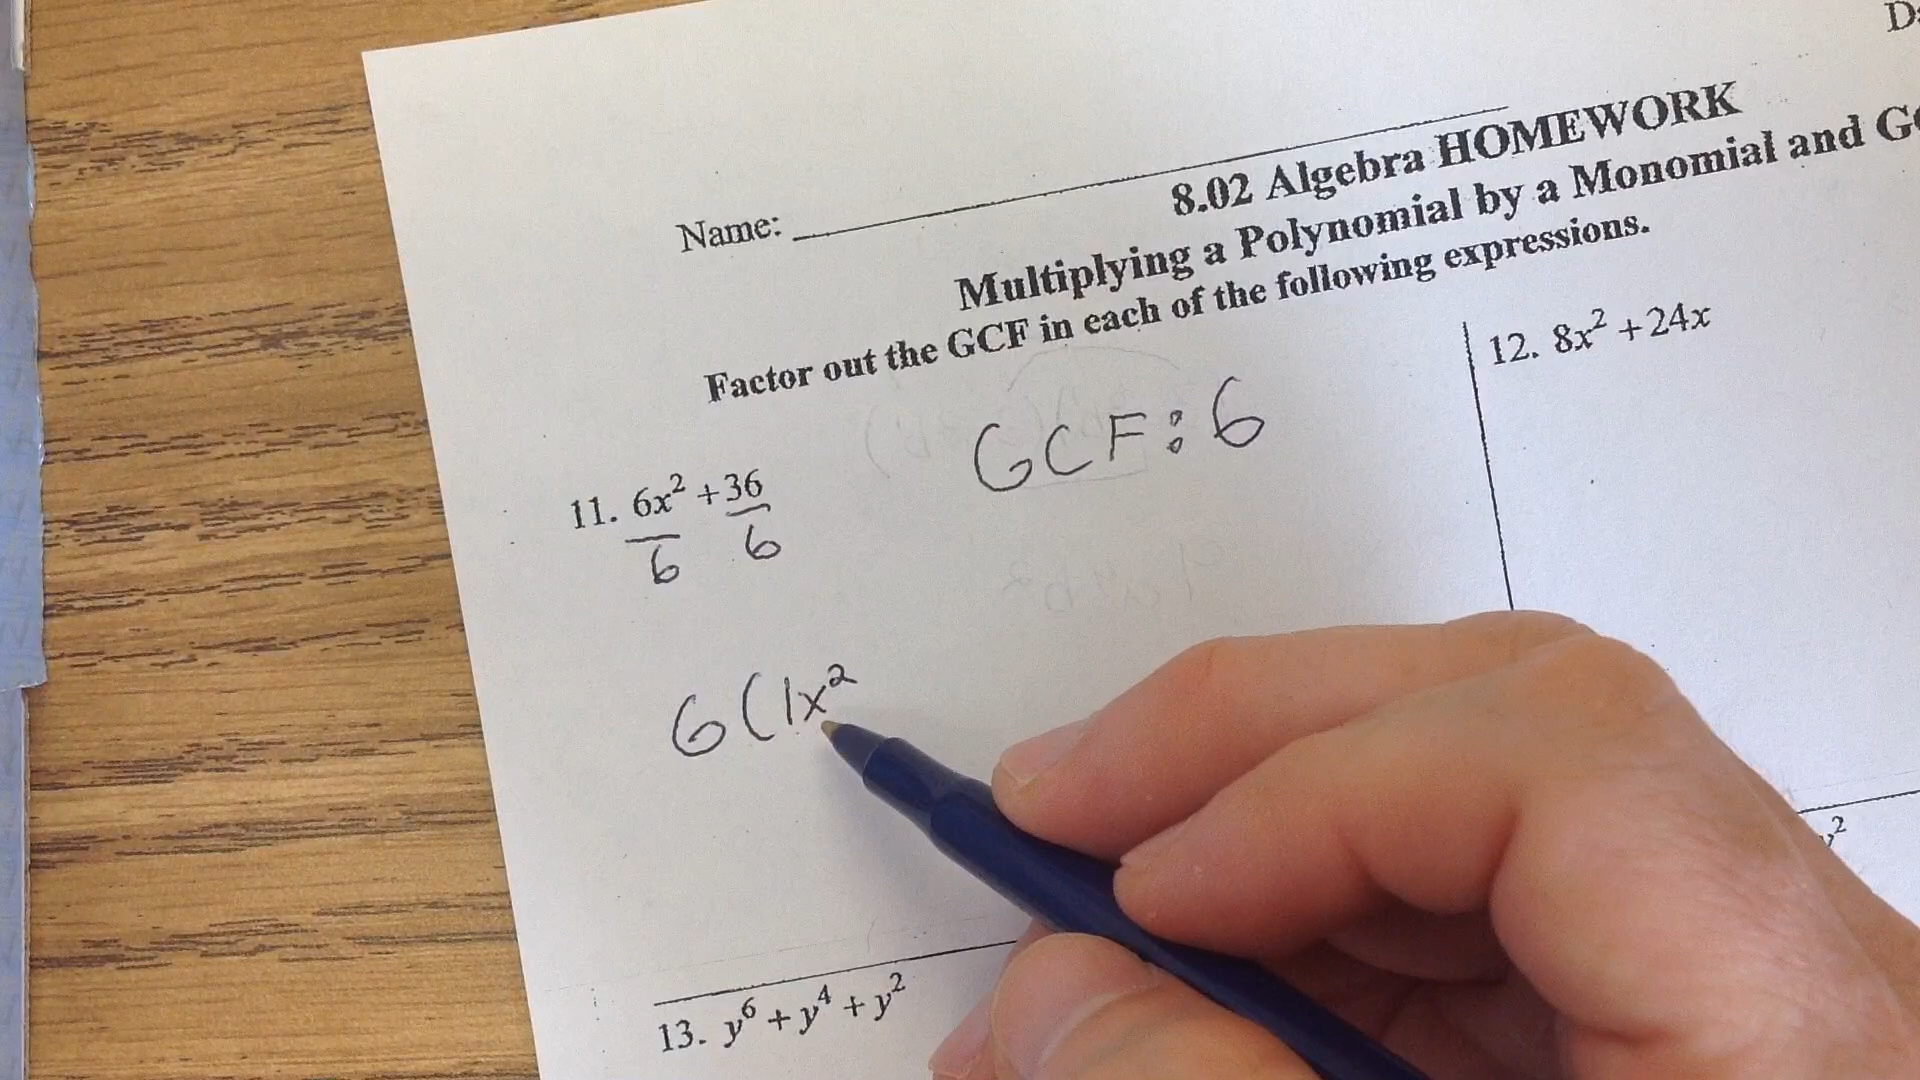 Name:
8.02 Algebra HOMEWORK
Multiplying a Polynomial by a Monomial and
Factor out the GCF in each of the following expressions.
11. 6x² + 36
6 6
GCF: 6
12. 8x² + 24x
6(1x²
13. y⁶ + y⁴ + y²